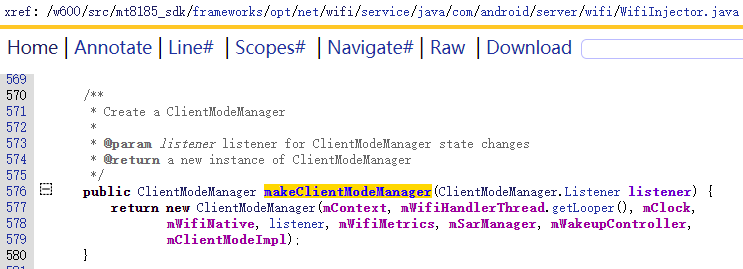 xref: /w600/src/mt8185_sdk/frameworks/opt/net/wifi/service/java/com/android/server/wifi/WifiInjector.java
Home | Annotate | Line# | Scopes# | Navigate# | Raw | Download
569
570 /**
571 * Create a ClientModeManager
572 *
573 * @param listener listener for ClientModeManager state changes
574 * @return a new instance of ClientModeManager
575 */
576 public ClientModeManager makeClientModeManager(ClientModeManager.Listener listener) {
577 return new ClientModeManager(mContext, mWifiHandlerThread.getLooper(), mClock,
578 mWifiNative, listener, mWifiMetrics, mSarManager, mWakeupController,
579 mClientModeImpl);
580 }